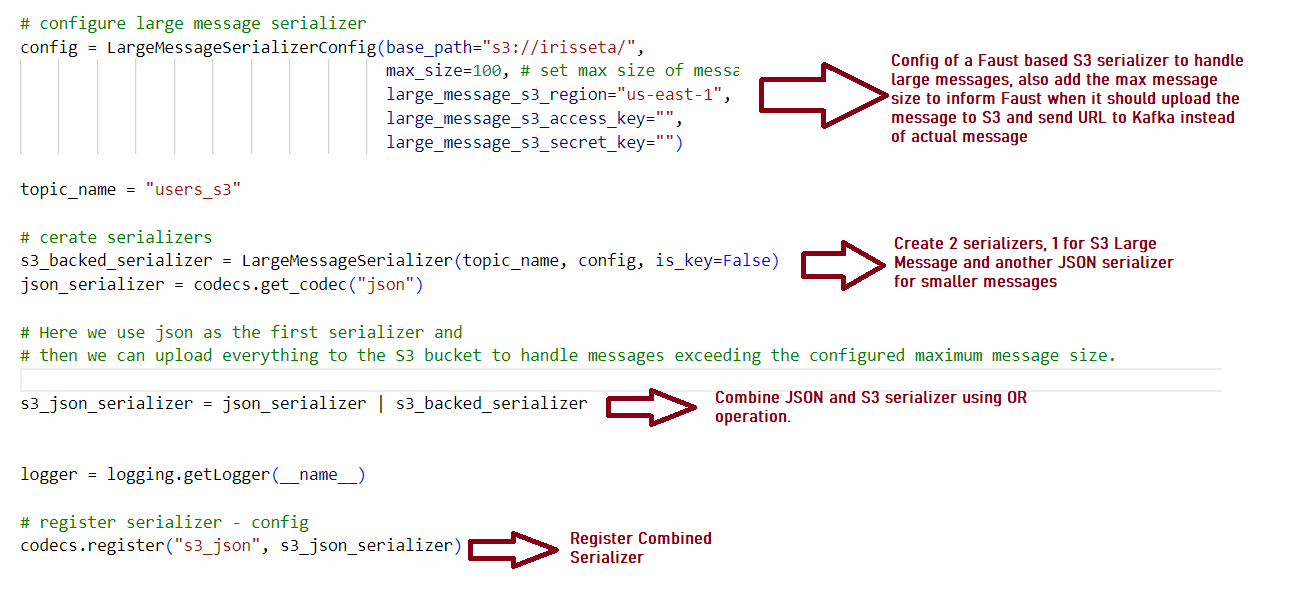 # configure large message serializer
config = LargeMessageSerializerConfig(base_path="s3://irisseta/",
max_size=100, # set max size of messa
large_message_s3_region="us-east-1",
large_message_s3_access_key="",
large_message_s3_secret_key="")
Config of a Faust based S3 serializer to handle
large messages, also add the max message
size to inform Faust when it should upload the
message to S3 and send URL to Kafka instead
of actual message
topic_name = "users_s3"
# cerate serializers
s3_backed_serializer = LargeMessageSerializer(topic_name, config, is_key=False)
json_serializer = codecs.get_codec("json")
Create 2 serializers, 1 for S3 Large
Message and another JSON serializer
for smaller messages
# Here we use json as the first serializer and
# then we can upload everything to the S3 bucket to handle messages exceeding the configured maximum message size.
s3_json_serializer = json_serializer | s3_backed_serializer
Combine JSON and S3 serializer using OR
operation.
logger = logging.getLogger(__name__)
# register serializer - config
codecs.register("s3_json", s3_json_serializer)
Register Combined
Serializer